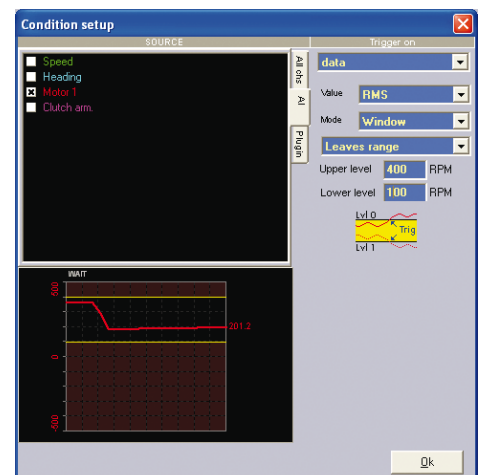 Condition setup
SOURCE
Trigger on
Speed
Heading
Motor 1
Clutch arm.
All chs
AI
Plugin
data
Value RMS
Mode Window
Leaves range
Upper level 400 RPM
Lower level 100 RPM
Lvl 0
Trig
Lvl 1
WAIT
500
201.2
0
-500
Ok